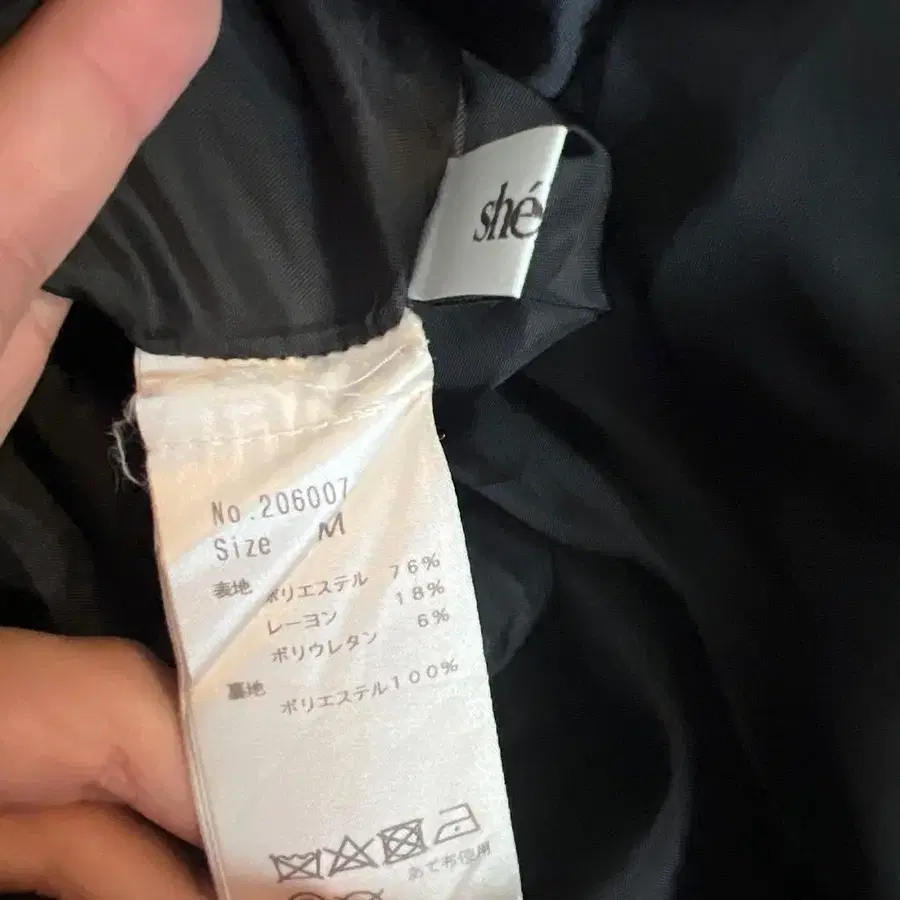 shé
No.206007
Size M
表地 ポリエステル 76%
レーヨン 18%
ポリウレタン 6%
裏地 ポリエステル100%
あて布使用